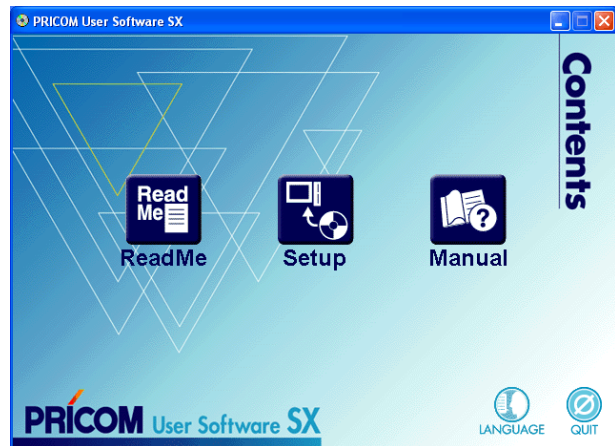 PRICOM User Software SX
Contents
Read
Me
ReadMe
Setup
Manual
?
PRICOM User Software SX
LANGUAGE
QUIT